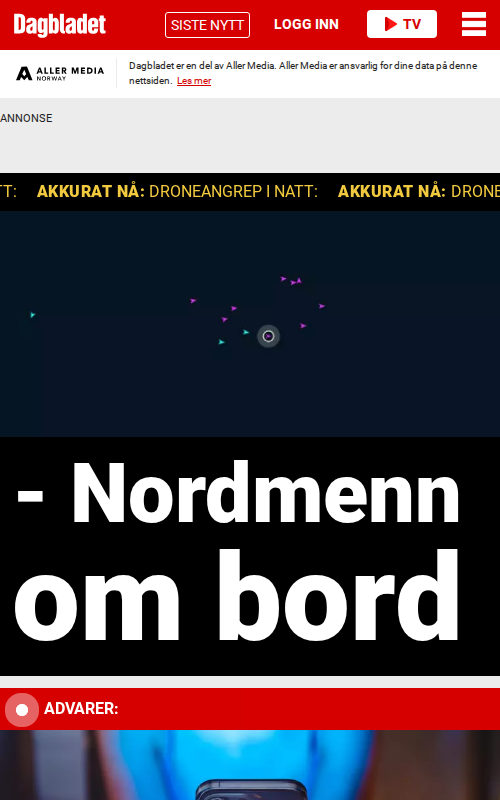 Dagbladet
SISTE NYTT
LOGG INN
TV
ALLER MEDIA
NORWAY
Dagbladet er en del av Aller Media. Aller Media er ansvarlig for dine data på denne
nettsiden. Les mer
ANNONSE
TT: AKKURAT NÅ: DRONEANGREP I NATT: AKKURAT NÅ: DRONE
- Nordmenn
om bord
ADVARER: